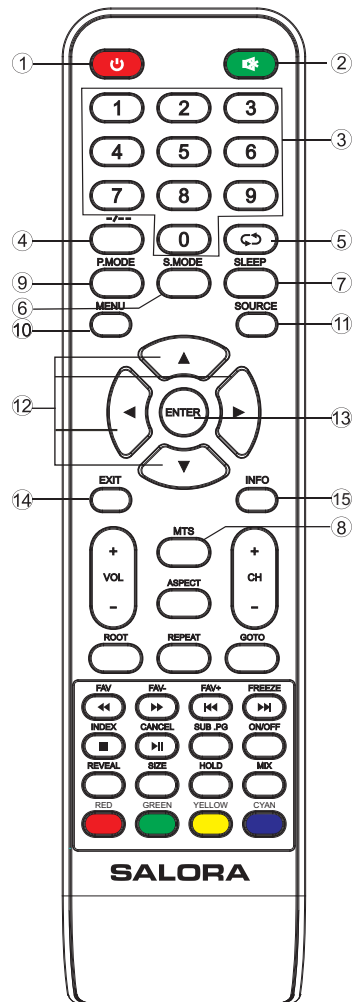 1 2
1 2 3
3
4 5 6
7 8 9
-/--
4 0 5
P.MODE S.MODE SLEEP
9
6 7
MENU SOURCE
10 11
12 ENTER
13
EXIT INFO
14 15
MTS 8
+ +
VOL CH
ASPECT
- -
ROOT REPEAT GOTO
FAV FAV- FAV+ FREEZE
INDEX CANCEL SUB .PG ON/OFF
REVEAL SIZE HOLD MIX
RED GREEN YELLOW CYAN
SALORA